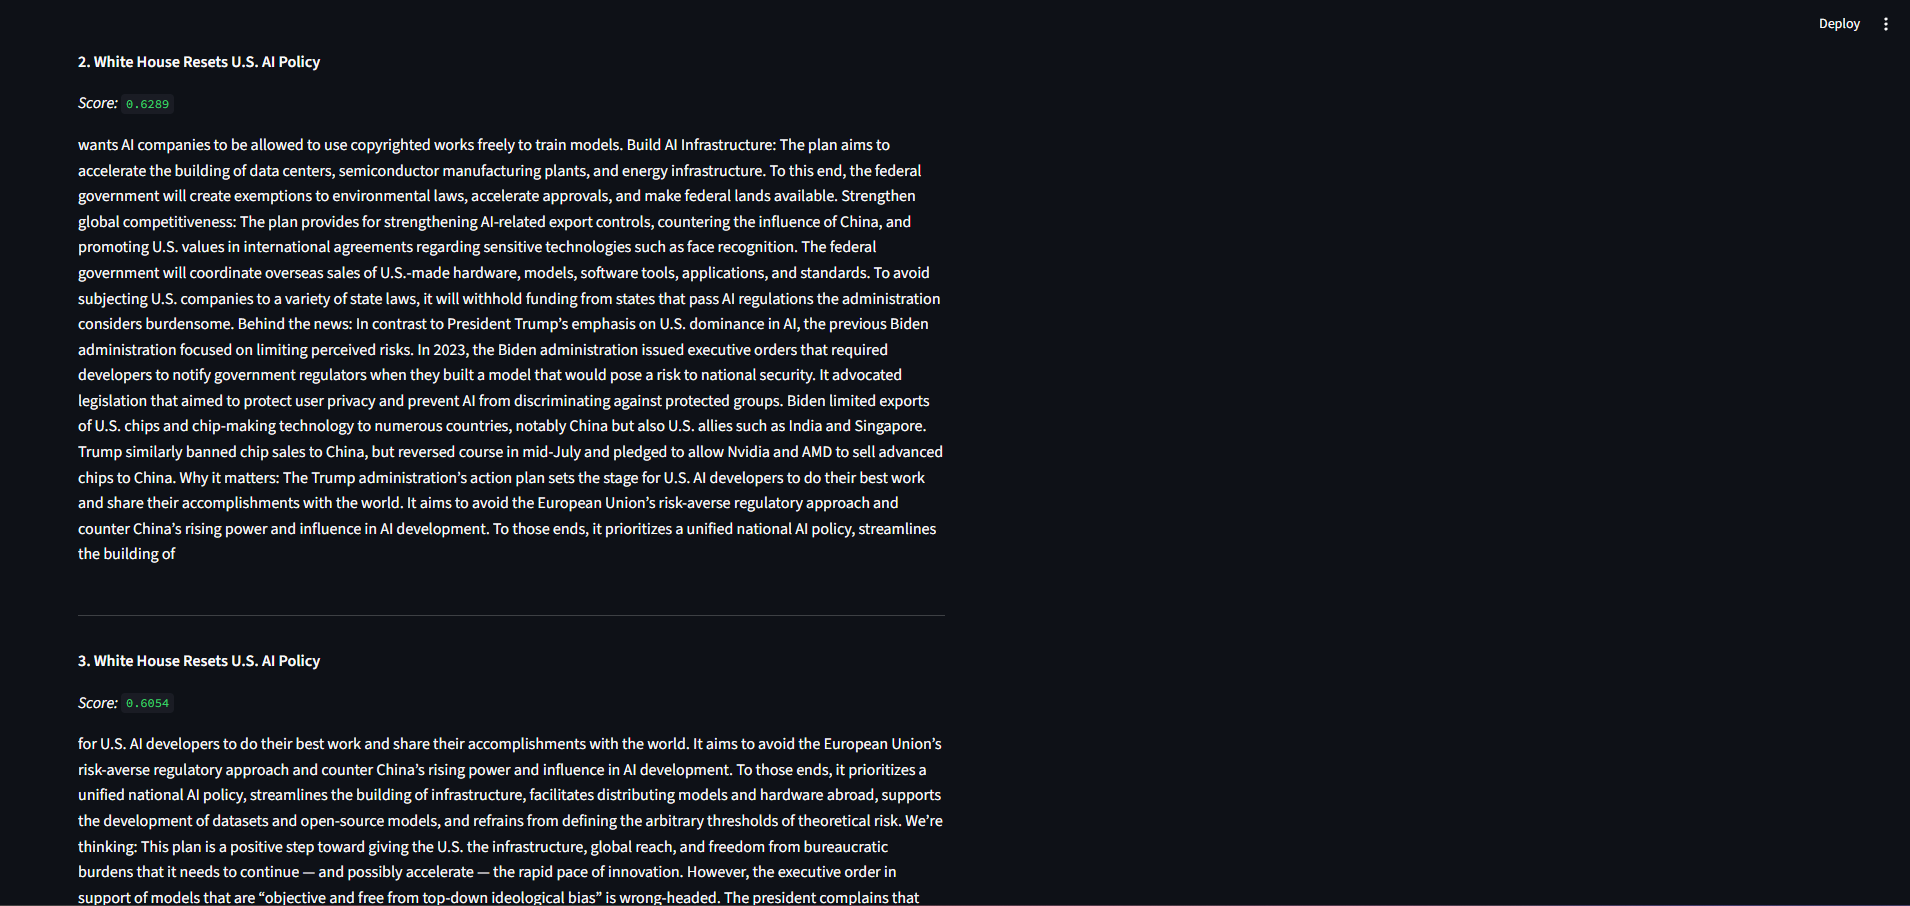 Deploy
2. White House Resets U.S. AI Policy
Score: 0.6289
wants AI companies to be allowed to use copyrighted works freely to train models. Build AI Infrastructure: The plan aims to
accelerate the building of data centers, semiconductor manufacturing plants, and energy infrastructure. To this end, the federal
government will create exemptions to environmental laws, accelerate approvals, and make federal lands available. Strengthen
global competitiveness: The plan provides for strengthening AI-related export controls, countering the influence of China, and
promoting U.S. values in international agreements regarding sensitive technologies such as face recognition. The federal
government will coordinate overseas sales of U.S.-made hardware, models, software tools, applications, and standards. To avoid
subjecting U.S. companies to a variety of state laws, it will withhold funding from states that pass AI regulations the administration
considers burdensome. Behind the news: In contrast to President Trump’s emphasis on U.S. dominance in AI, the previous Biden
administration focused on limiting perceived risks. In 2023, the Biden administration issued executive orders that required
developers to notify government regulators when they built a model that would pose a risk to national security. It advocated
legislation that aimed to protect user privacy and prevent AI from discriminating against protected groups. Biden limited exports
of U.S. chips and chip-making technology to numerous countries, notably China but also U.S. allies such as India and Singapore.
Trump similarly banned chip sales to China, but reversed course in mid-July and pledged to allow Nvidia and AMD to sell advanced
chips to China. Why it matters: The Trump administration’s action plan sets the stage for U.S. AI developers to do their best work
and share their accomplishments with the world. It aims to avoid the European Union’s risk-averse regulatory approach and
counter China’s rising power and influence in AI development. To those ends, it prioritizes a unified national AI policy, streamlines
the building of
3. White House Resets U.S. AI Policy
Score: 0.6054
for U.S. AI developers to do their best work and share their accomplishments with the world. It aims to avoid the European Union’s
risk-averse regulatory approach and counter China’s rising power and influence in AI development. To those ends, it prioritizes a
unified national AI policy, streamlines the building of infrastructure, facilitates distributing models and hardware abroad, supports
the development of datasets and open-source models, and refrains from defining the arbitrary thresholds of theoretical risk. We’re
thinking: This plan is a positive step toward giving the U.S. the infrastructure, global reach, and freedom from bureaucratic
burdens that it needs to continue — and possibly accelerate — the rapid pace of innovation. However, the executive order in
support of models that are “objective and free from top-down ideological bias” is wrong-headed. The president complains that